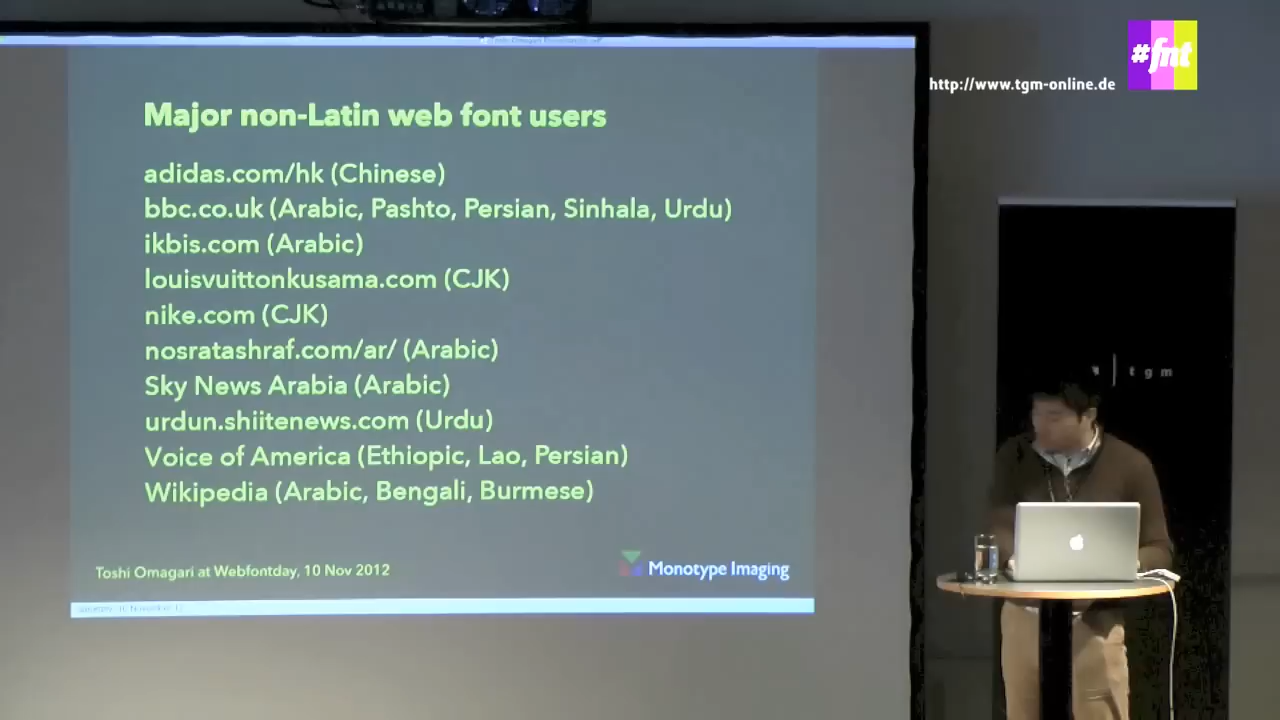 #fnt
http://www.tgm-online.de
Major non-Latin web font users
adidas.com/hk (Chinese)
bbc.co.uk (Arabic, Pashto, Persian, Sinhala, Urdu)
ikbis.com (Arabic)
louisvuittonkusama.com (CJK)
nike.com (CJK)
nosratashraf.com/ar/ (Arabic)
Sky News Arabia (Arabic)
urdun.shiitenews.com (Urdu)
Voice of America (Ethiopic, Lao, Persian)
Wikipedia (Arabic, Bengali, Burmese)
Toshi Omagari at Webfontday, 10 Nov 2012
Monotype Imaging
tgm